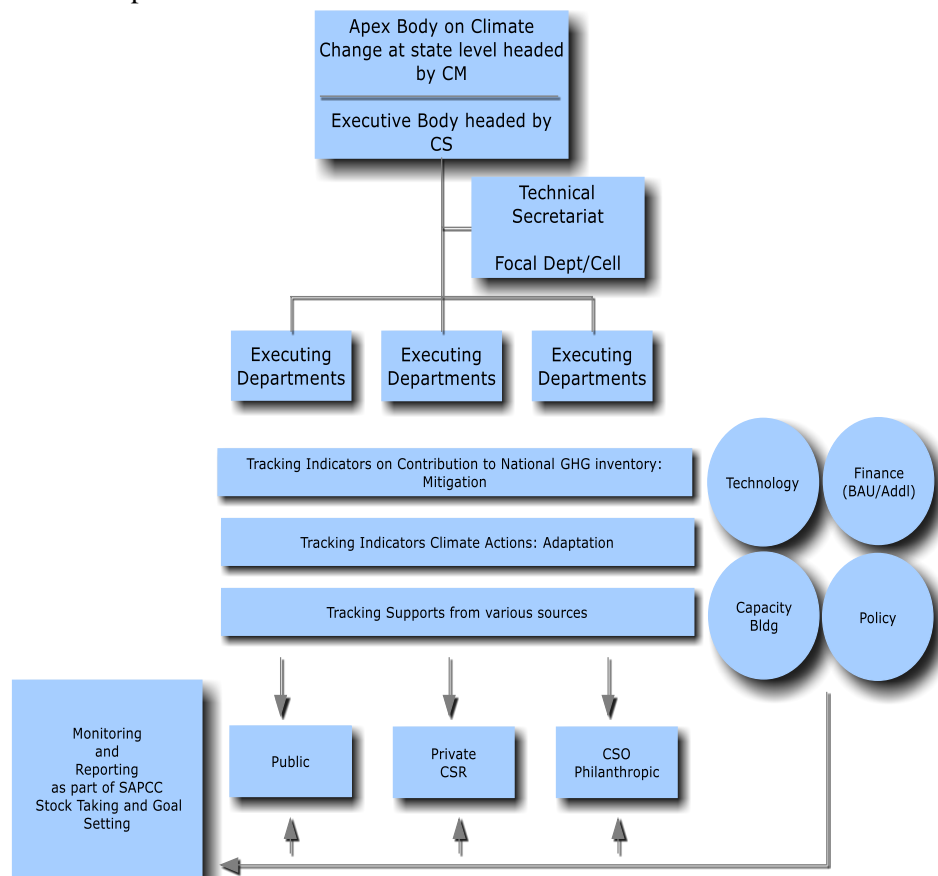 Apex Body on Climate
Change at state level headed
by CM
Executive Body headed by
CS
Technical
Secretariat
Focal Dept/Cell
Executing
Departments
Executing
Departments
Executing
Departments
Tracking Indicators on Contribution to National GHG inventory:
Mitigation
Tracking Indicators Climate Actions: Adaptation
Tracking Supports from various sources
Technology
Finance
(BAU/Addl)
Capacity
Bldg
Policy
Public
Private
CSR
CSO
Philanthropic
Monitoring
and
Reporting
as part of SAPCC
Stock Taking and Goal
Setting